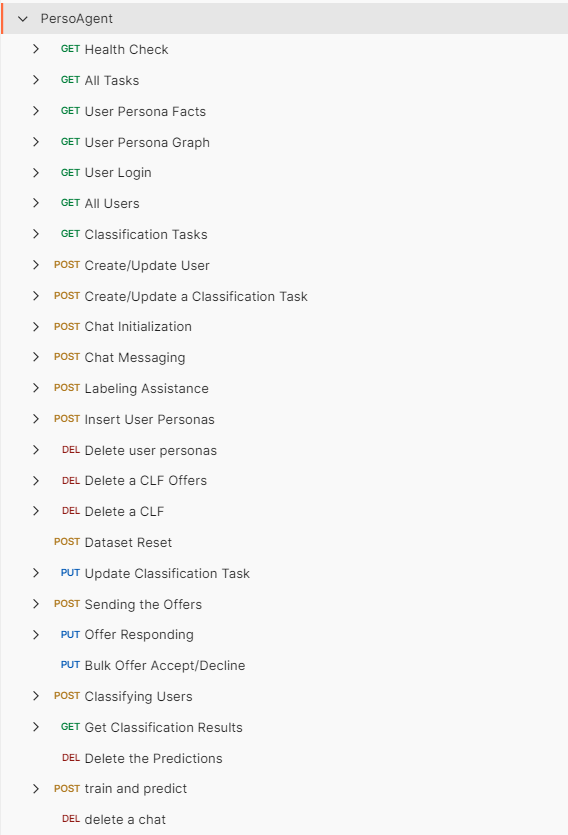 PersoAgent
GET Health Check
GET All Tasks
GET User Persona Facts
GET User Persona Graph
GET User Login
GET All Users
GET Classification Tasks
POST Create/Update User
POST Create/Update a Classification Task
POST Chat Initialization
POST Chat Messaging
POST Labeling Assistance
POST Insert User Personas
DEL Delete user personas
DEL Delete a CLF Offers
DEL Delete a CLF
POST Dataset Reset
PUT Update Classification Task
POST Sending the Offers
PUT Offer Responding
PUT Bulk Offer Accept/Decline
POST Classifying Users
GET Get Classification Results
DEL Delete the Predictions
POST train and predict
DEL delete a chat